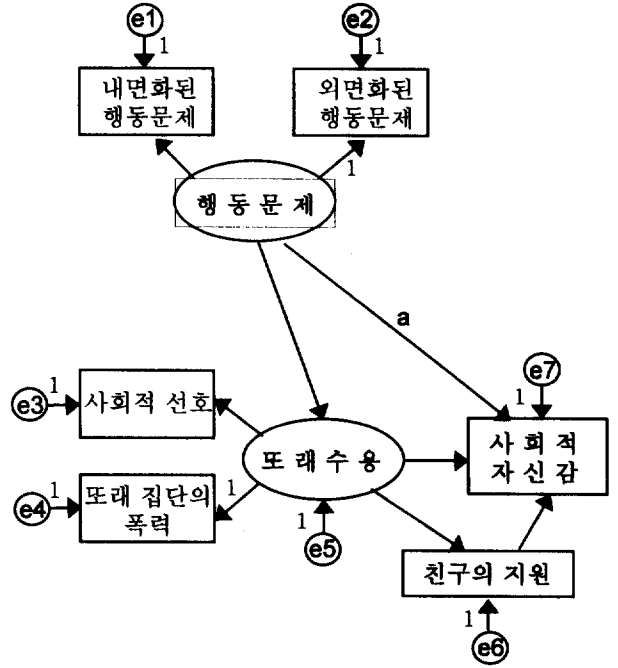 e1
e2
1
1
내면화된
행동문제
외면화된
행동문제
1
행동문제
a
e7
1
e3
1
사회적 선호
또래수용
사회적
자신감
e4
1
또래 집단의
폭력
1
1
e5
친구의 지원
1
e6